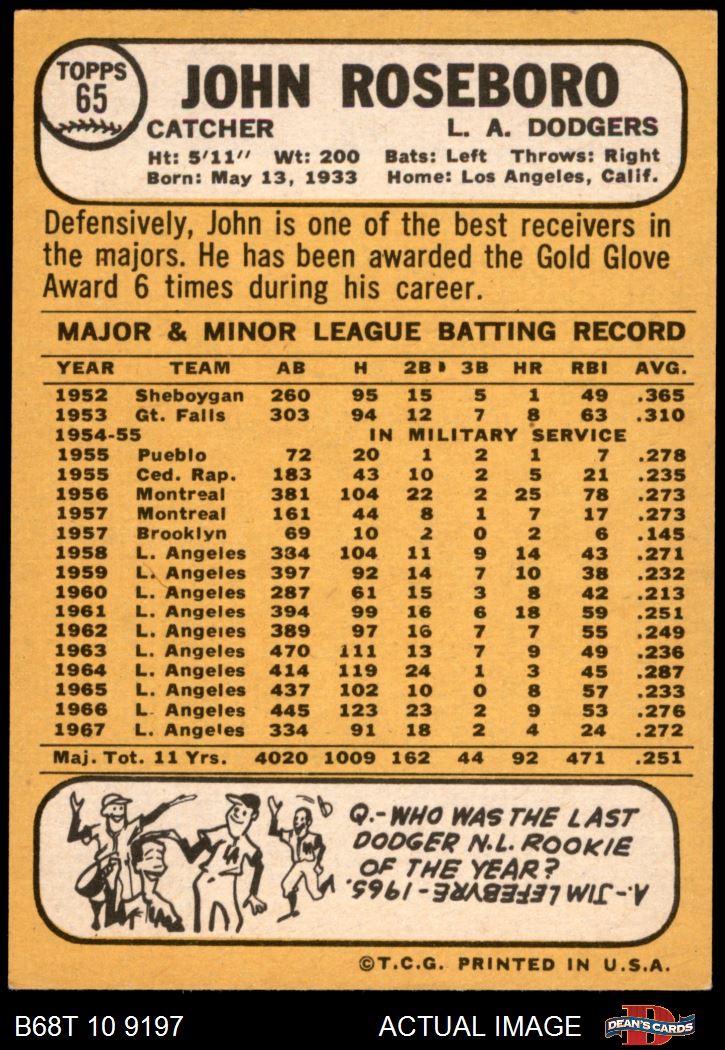 TOPPS
65
JOHN ROSEBORO
CATCHER L. A. DODGERS
Ht: 5'11" Wt: 200 Bats: Left Throws: Right
Born: May 13, 1933 Home: Los Angeles, Calif.
Defensively, John is one of the best receivers in
the majors. He has been awarded the Gold Glove
Award 6 times during his career.
MAJOR & MINOR LEAGUE BATTING RECORD
YEAR TEAM AB H 2B 3B HR RBI AVG.
1952 Sheboygan 260 95 15 5 1 49 .365
1953 Gt. Falls 303 94 12 7 8 63 .310
1954-55 IN MILITARY SERVICE
1955 Pueblo 72 20 1 2 1 7 .278
1955 Ced. Rap. 183 43 10 2 5 21 .235
1956 Montreal 381 104 22 2 25 78 .273
1957 Montreal 161 44 8 1 7 17 .273
1957 Brooklyn 69 10 2 0 2 6 .145
1958 L. Angeles 384 104 11 9 14 43 .271
1959 L. Angeles 397 92 14 7 10 38 .232
1960 L. Angeles 287 61 15 3 8 42 .213
1961 L. Angeles 394 99 16 6 18 59 .251
1962 L. Angeles 389 97 16 7 7 55 .249
1963 L. Angeles 470 111 13 7 9 49 .236
1964 L. Angeles 414 119 24 1 3 45 .287
1965 L. Angeles 437 102 10 0 8 57 .233
1966 L. Angeles 445 123 23 2 9 53 .276
1967 L. Angeles 334 91 18 2 4 24 .272
Maj. Tot. 11 Yrs. 4020 1009 162 44 92 471 .251
LA
Q.-WHO WAS THE LAST
DODGER N.L. ROOKIE
OF THE YEAR?
A.-JIM LEFEBVRE-1965.
©T.C.G. PRINTED IN U.S.A.
B68T 10 9197 ACTUAL IMAGE
D
DEAN'S CARDS